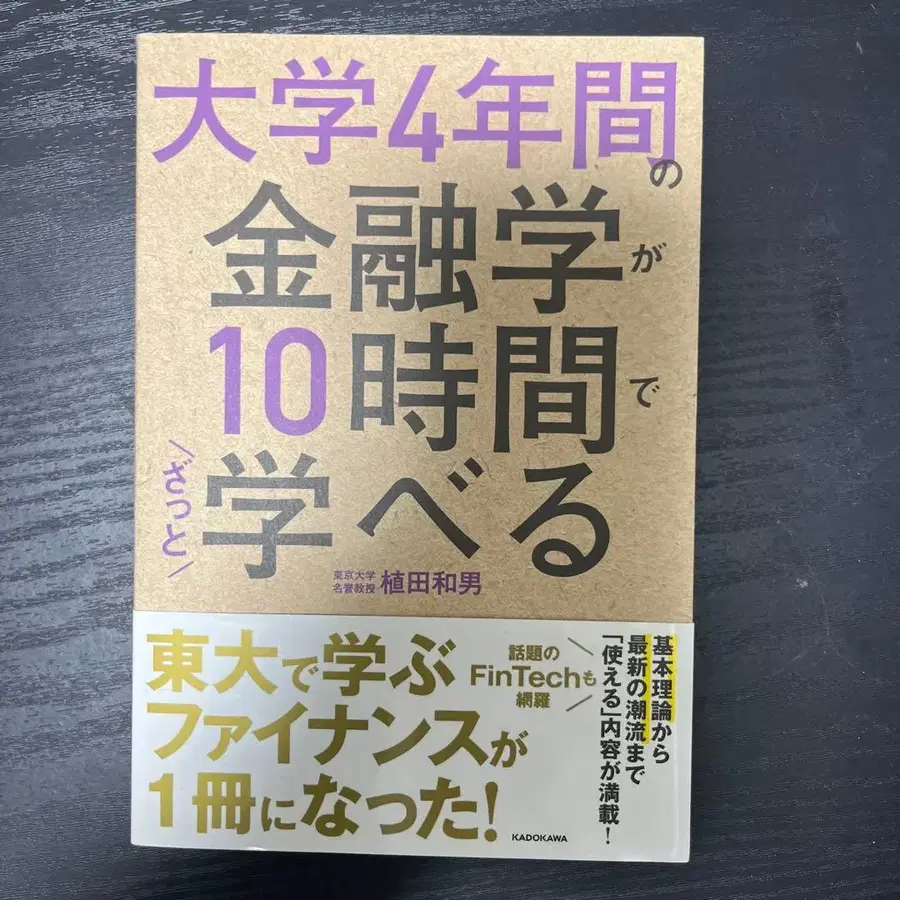 大学4年間の
金融学が
10時間で
ざっと
学べる
東京大学
名誉教授 植田和男
東大で学ぶ
ファイナンスが
1冊になった!
話題の
FinTechも
網羅
基本理論から
最新の潮流まで
「使える」内容が満載!
KADOKAWA